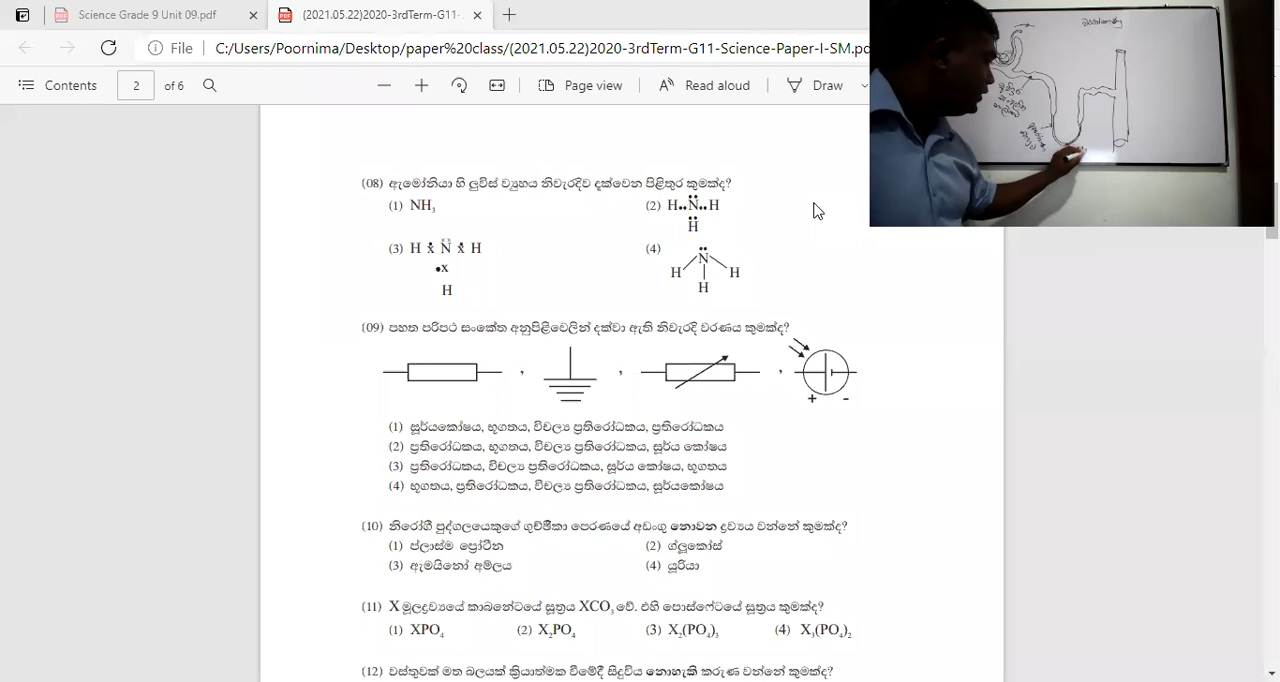 Science Grade 9 Unit 09.pdf
(2021.05.22)2020-3rdTerm-G11-
File C:/Users/Poornima/Desktop/paper%20class/(2021.05.22)2020-3rdTerm-G11-Science-Paper-I-SM.pd
Contents 2 of 6 Page view Read aloud Draw
(08) ඇමෝනියා හි ලුවිස් ව්‍යුහය නිවැරදිව දක්වෙන පිළිතුර කුමක්ද?
(1) NH3
(2) H••N••H
H
(3) H N H
•x
H
(4) N
H H
H
(09) පහත පරිපථ සංකේත අනුපිළිවෙලින් දක්වා ඇති නිවැරදි වරණය කුමක්ද?
, , ,
+ -
(1) සූර්යකෝෂය, භූගතය, විචල්‍ය ප්‍රතිරෝධකය, ප්‍රතිරෝධකය
(2) ප්‍රතිරෝධකය, භූගතය, විචල්‍ය ප්‍රතිරෝධකය, සූර්ය කෝෂය
(3) ප්‍රතිරෝධකය, විචල්‍ය ප්‍රතිරෝධකය, සූර්ය කෝෂය, භූගතය
(4) භූගතය, ප්‍රතිරෝධකය, විචල්‍ය ප්‍රතිරෝධකය, සූර්යකෝෂය
(10) නිරෝගී පුද්ගලයෙකුගේ ගුච්ඡිකා පෙරණයේ අඩංගු නොවන ද්‍රව්‍යය වන්නේ කුමක්ද?
(1) ප්ලාස්ම ප්‍රෝටීන (2) ග්ලූකෝස්
(3) ඇමයිනෝ අම්ලය (4) යූරියා
(11) X මූලද්‍රව්‍යයේ කාබනේටයේ සූත්‍රය XCO3 වේ. එහි පොස්ෆේටයේ සූත්‍රය කුමක්ද?
(1) XPO4 (2) X2PO4 (3) X2(PO4)3 (4) X3(PO4)2
(12) වස්තුවක් මත බලයක් ක්‍රියාත්මක වීමේදී සිදුවිය නොහැකි කරුණ වන්නේ කුමක්ද?